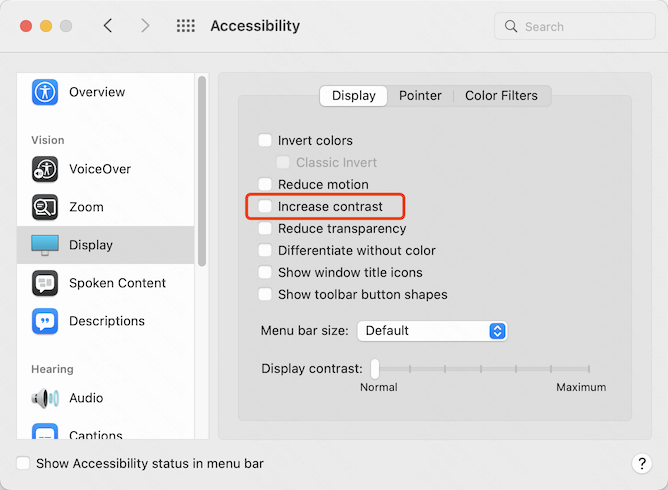 Accessibility
Search
Overview
Vision
VoiceOver
Zoom
Display
Spoken Content
Descriptions
Hearing
Audio
Captions
Display Pointer Color Filters
Invert colors
Classic Invert
Reduce motion
Increase contrast
Reduce transparency
Differentiate without color
Show window title icons
Show toolbar button shapes
Menu bar size: Default
Display contrast:
Normal Maximum
Show Accessibility status in menu bar
?